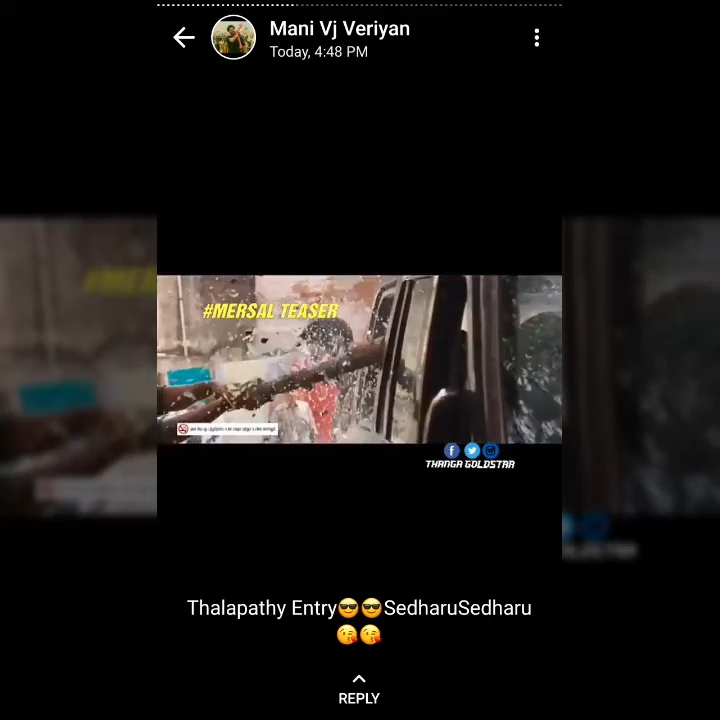 Mani Vj Veriyan
Today, 4:48 PM
#MERSAL TEASER
THANGA GOLDSTAR
Thalapathy Entry😎😎SedharuSedharu
😘😘
REPLY